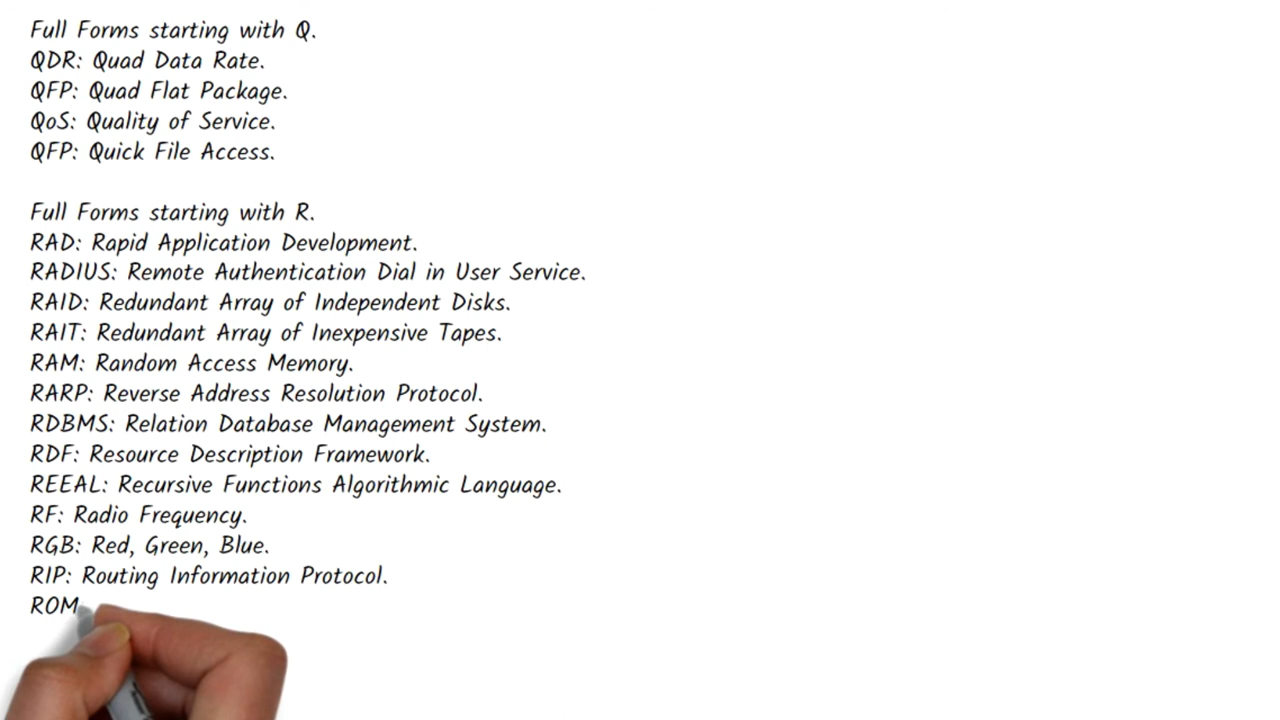 Full Forms starting with Q.
QDR: Quad Data Rate.
QFP: Quad Flat Package.
QoS: Quality of Service.
QFP: Quick File Access.
Full Forms starting with R.
RAD: Rapid Application Development.
RADIUS: Remote Authentication Dial in User Service.
RAID: Redundant Array of Independent Disks.
RAIT: Redundant Array of Inexpensive Tapes.
RAM: Random Access Memory.
RARP: Reverse Address Resolution Protocol.
RDBMS: Relation Database Management System.
RDF: Resource Description Framework.
REEAL: Recursive Functions Algorithmic Language.
RF: Radio Frequency.
RGB: Red, Green, Blue.
RIP: Routing Information Protocol.
ROM